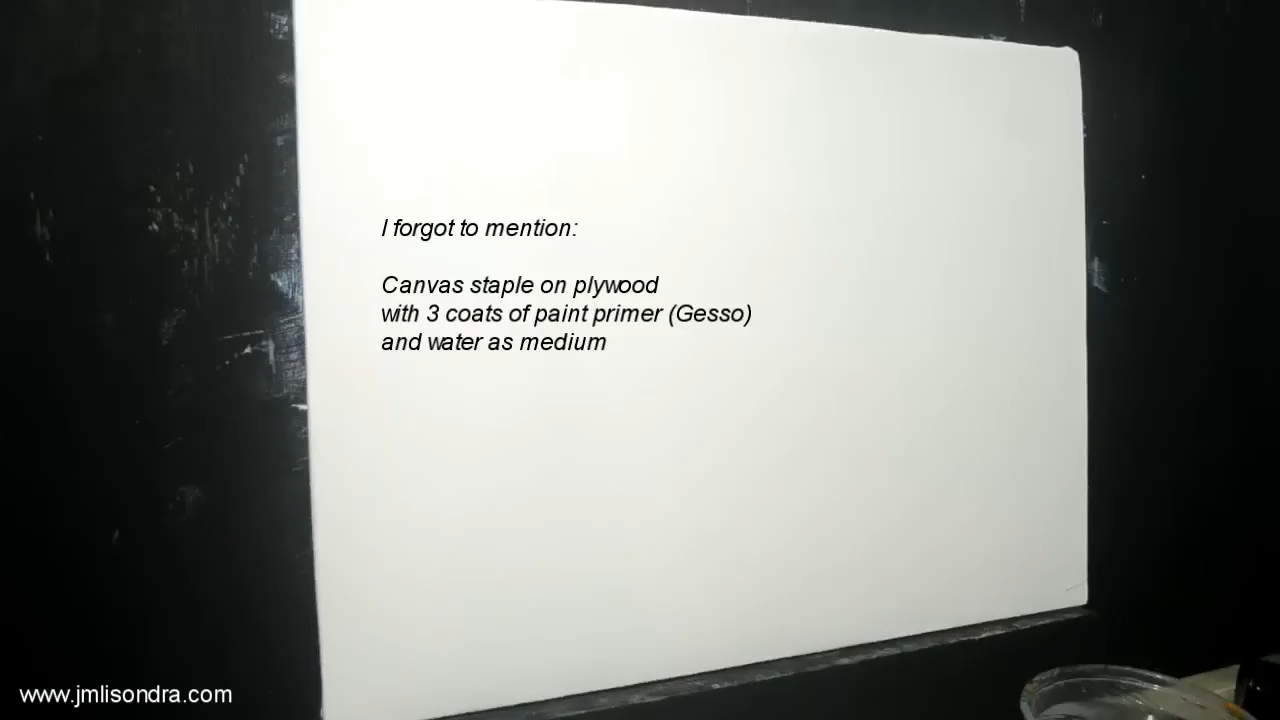 I forgot to mention:
Canvas staple on plywood
with 3 coats of paint primer (Gesso)
and water as medium
www.jmlisondra.com